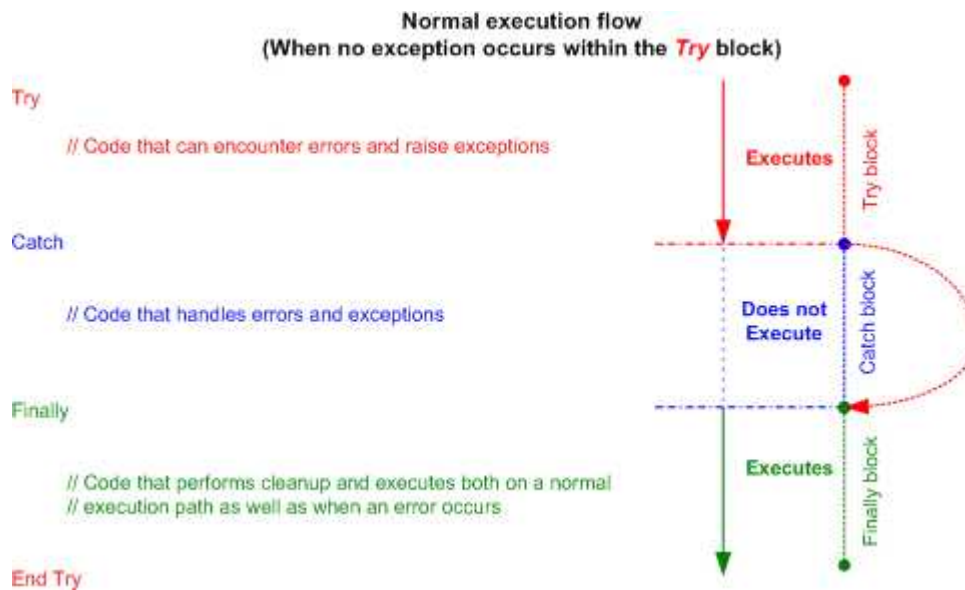 Normal execution flow
(When no exception occurs within the Try block)
Try
// Code that can encounter errors and raise exceptions
Executes
Try block
Catch
// Code that handles errors and exceptions
Does not
Execute
Catch block
Finally
// Code that performs cleanup and executes both on a normal
// execution path as well as when an error occurs
Executes
Finally block
End Try